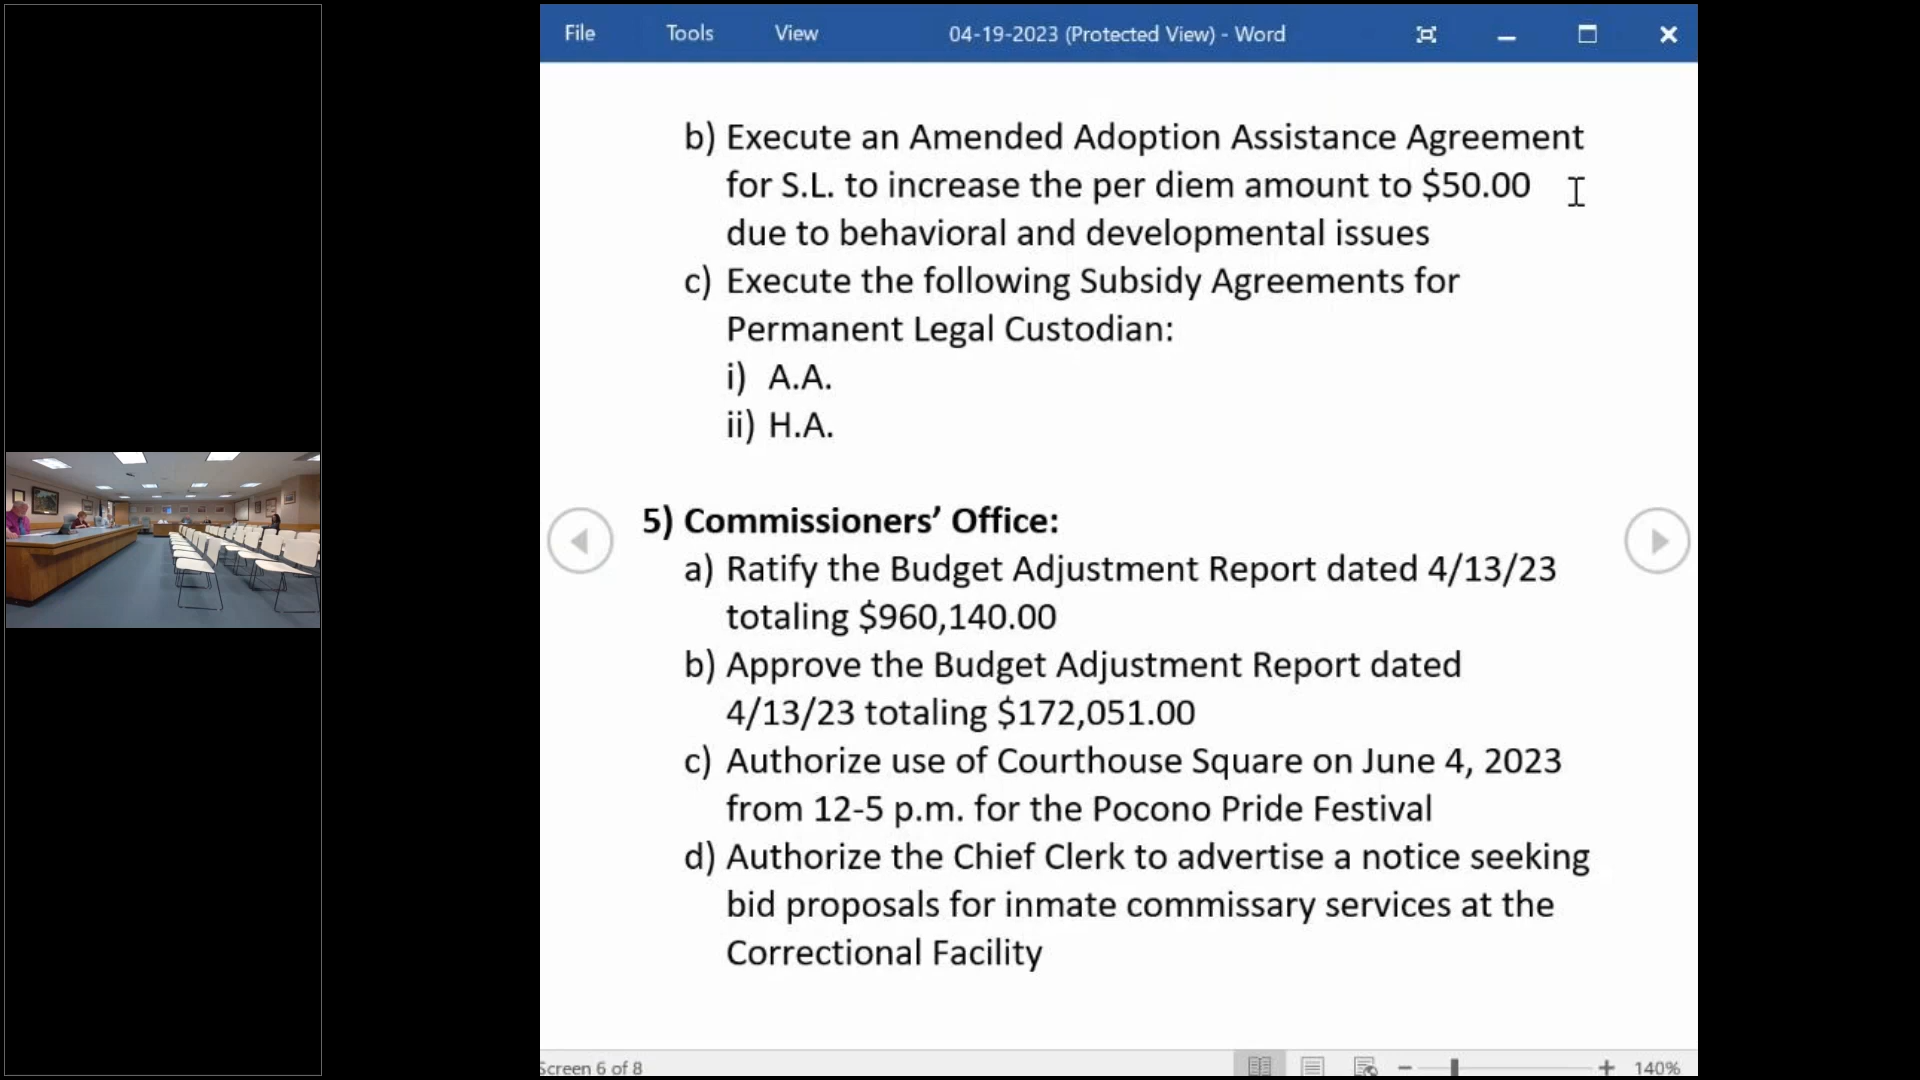 File Tools View 04-19-2023 (Protected View) - Word
b) Execute an Amended Adoption Assistance Agreement
for S.L. to increase the per diem amount to $50.00
due to behavioral and developmental issues
c) Execute the following Subsidy Agreements for
Permanent Legal Custodian:
i) A.A.
ii) H.A.
5) Commissioners’ Office:
a) Ratify the Budget Adjustment Report dated 4/13/23
totaling $960,140.00
b) Approve the Budget Adjustment Report dated
4/13/23 totaling $172,051.00
c) Authorize use of Courthouse Square on June 4, 2023
from 12-5 p.m. for the Pocono Pride Festival
d) Authorize the Chief Clerk to advertise a notice seeking
bid proposals for inmate commissary services at the
Correctional Facility
Screen 6 of 8 140%